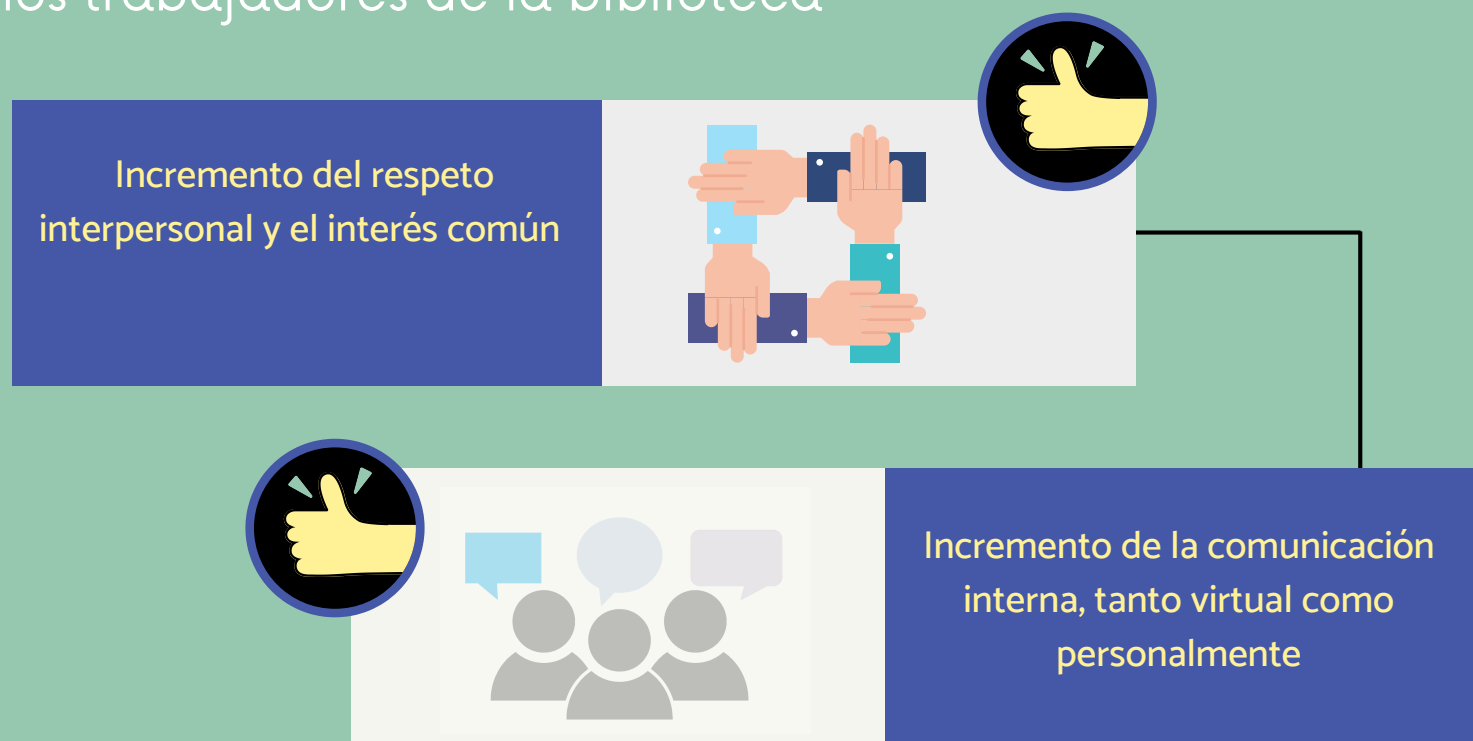 los trabajadores de la biblioteca
Incremento del respeto
interpersonal y el interés común
Incremento de la comunicación
interna, tanto virtual como
personalmente